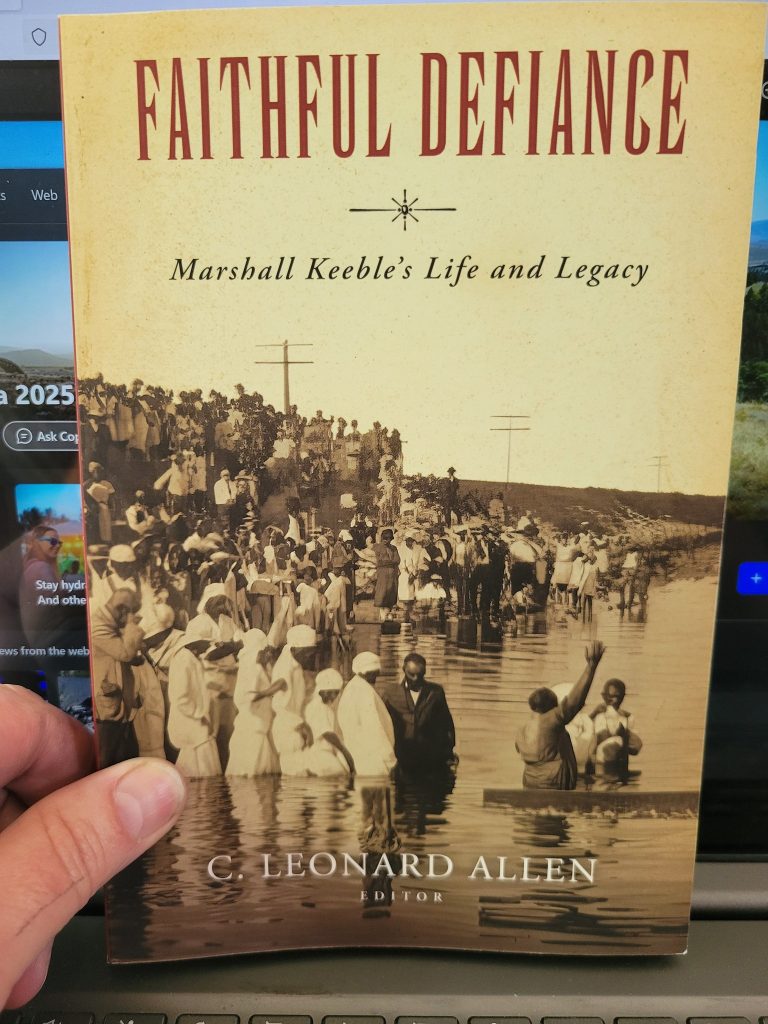 FAITHFUL DEFIANCE
Marshall Keeble's Life and Legacy
C. LEONARD ALLEN
EDITOR
s Web
a 2025
Ask Cop
Stay hydr
And othe
ews from the web